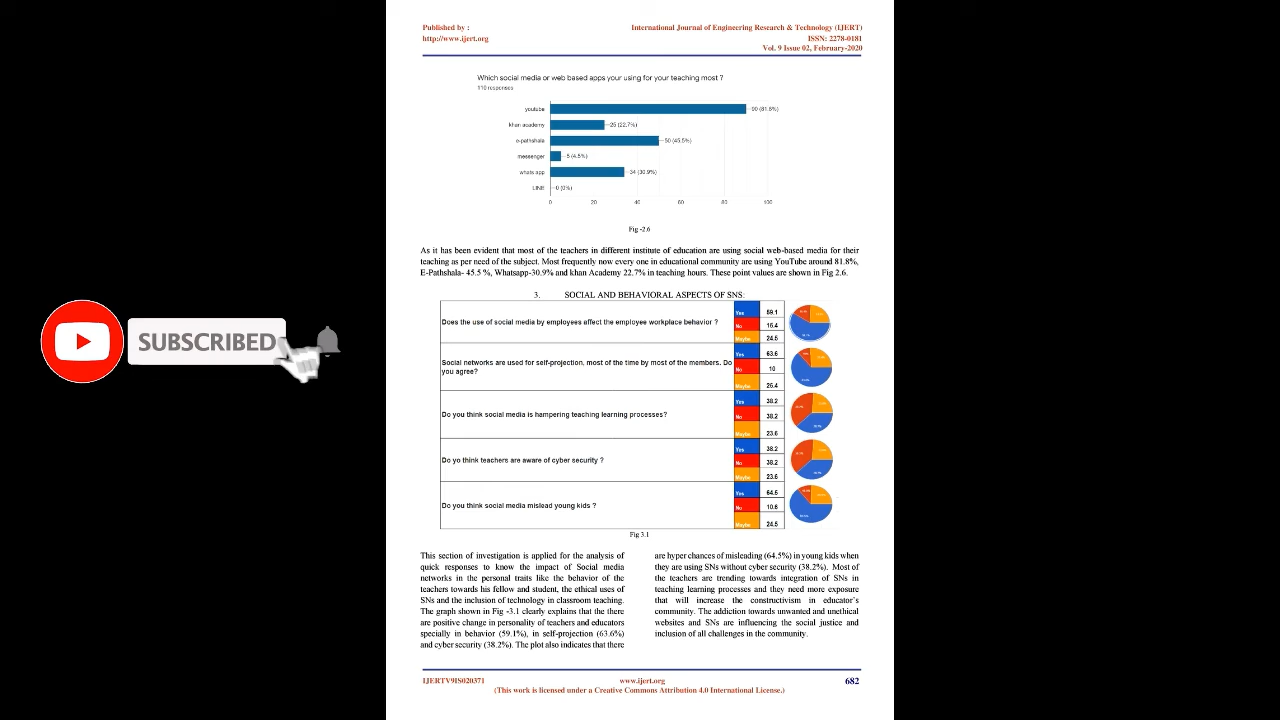 Published by :
http://www.ijert.org
International Journal of Engineering Research & Technology (IJERT)
ISSN: 2278-0181
Vol. 9 Issue 02, February-2020
Which social media or web based apps your using for your teaching most ?
110 responses
youtube
khan academy
25 (22.7%)
e-pathshala
50 (45.5%)
messenger
5 (4.5%)
whats app
34 (30.9%)
LINE
0 (0%)
0 20 40 60 80 100
Fig -2.6
As it has been evident that most of the teachers in different institute of education are using social web-based media for their
teaching as per need of the subject. Most frequently now every one in educational community are using YouTube around 81.8%,
E-Pathshala- 45.5 %, Whatsapp-30.9% and khan Academy 22.7% in teaching hours. These point values are shown in Fig 2.6.
3. SOCIAL AND BEHAVIORAL ASPECTS OF SNS:
Does the use of social media by employees affect the employee workplace behavior ?
Yes 59.1
No 16.4
Maybe 24.5
Social networks are used for self-projection, most of the time by most of the members. Do
you agree?
Yes 63.6
No 10
Maybe 26.4
Do you think social media is hampering teaching learning processes?
Yes 38.2
No 38.2
Maybe 23.6
Do yo think teachers are aware of cyber security ?
Yes 38.2
No 38.2
Maybe 23.6
Do you think social media mislead young kids ?
Yes 64.5
No 10.6
Maybe 24.5
Fig 3.1
This section of investigation is applied for the analysis of
quick responses to know the impact of Social media
networks in the personal traits like the behavior of the
teachers towards his fellow and student, the ethical uses of
SNs and the inclusion of technology in classroom teaching.
The graph shown in Fig -3.1 clearly explains that the there
are positive change in personality of teachers and educators
specially in behavior (59.1%), in self-projection (63.6%)
and cyber security (38.2%). The plot also indicates that there
are hyper chances of misleading (64.5%) in young kids when
they are using SNs without cyber security (38.2%). Most of
the teachers are trending towards integration of SNs in
teaching learning processes and they need more exposure
that will increase the constructivism in educator's
community. The addiction towards unwanted and unethical
websites and SNs are influencing the social justice and
inclusion of all challenges in the community.
IJERTV9IS020371
www.ijert.org
682
(This work is licensed under a Creative Commons Attribution 4.0 International License.)
SUBSCRIBED